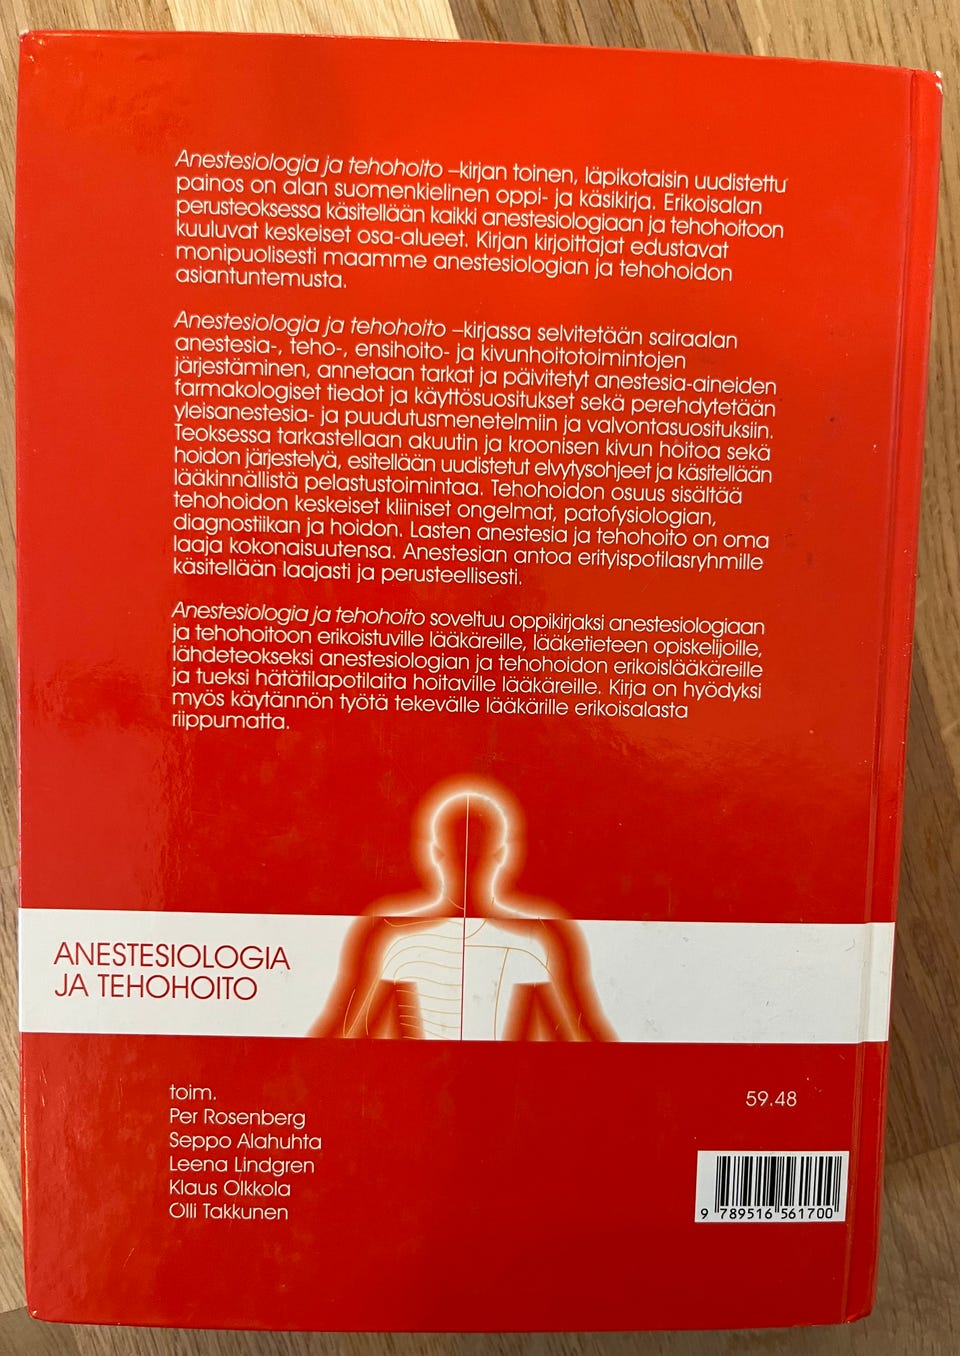 Anestesiologia ja tehohoito –kirjan toinen, läpikotaisin uudistettu
painos on alan suomenkielinen oppi- ja käsikirja. Erikoisalan
perusteoksessa käsitellään kaikki anestesiologiaan ja tehohoitoon
kuuluvat keskeiset osa-alueet. Kirjan kirjoittajat edustavat
monipuolisesti maamme anestesiologian ja tehohoidon
asiantuntemusta.
Anestesiologia ja tehohoito –kirjassa selvitetään sairaalan
anestesia-, teho-, ensihoito- ja kivunhoitotoimintojen
järjestäminen, annetaan tarkat ja päivitetyt anestesia-aineiden
farmakologiset tiedot ja käyttösuositukset sekä perehdytetään
yleisanestesia- ja puudutusmenetelmiin ja valvontasuosituksiin.
Teoksessa tarkastellaan akuutin ja kroonisen kivun hoitoa sekä
hoidon järjestelyä, esitellään uudistetut elvytysohjeet ja käsitellään
lääkinnällistä pelastustoimintaa. Tehohoidon osuus sisältää
tehohoidon keskeiset kliiniset ongelmat, patofysiologian,
diagnostiikan ja hoidon. Lasten anestesia ja tehohoito on oma
laaja kokonaisuutensa. Anestesian antoa erityispotilasryhmille
käsitellään laajasti ja perusteellisesti.
Anestesiologia ja tehohoito soveltuu oppikirjaksi anestesiologiaan
ja tehohoitoon erikoistuville lääkäreille, lääketieteen opiskelijoille,
lähdeteokseksi anestesiologian ja tehohoidon erikoislääkäreille
ja tueksi hätätilapotilaita hoitaville lääkäreille. Kirja on hyödyksi
myös käytännön työtä tekevälle lääkärille erikoisalasta
riippumatta.
ANESTESIOLOGIA
JA TEHOHOITO
toim.
Per Rosenberg
Seppo Alahuhta
Leena Lindgren
Klaus Olkkola
Olli Takkunen
59.48
9 789516 561700